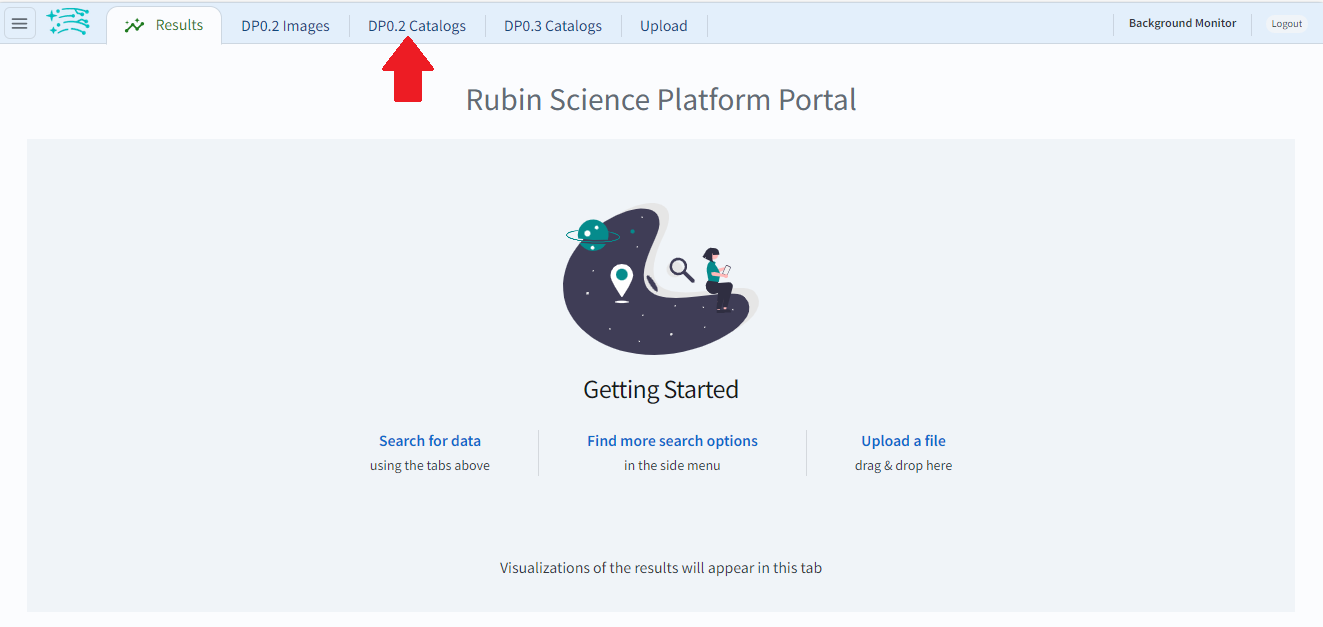 Results
DP0.2 Images
DP0.2 Catalogs
DP0.3 Catalogs
Upload
Background Monitor
Logout
Rubin Science Platform Portal
Getting Started
Search for data
using the tabs above
Find more search options
in the side menu
Upload a file
drag & drop here
Visualizations of the results will appear in this tab